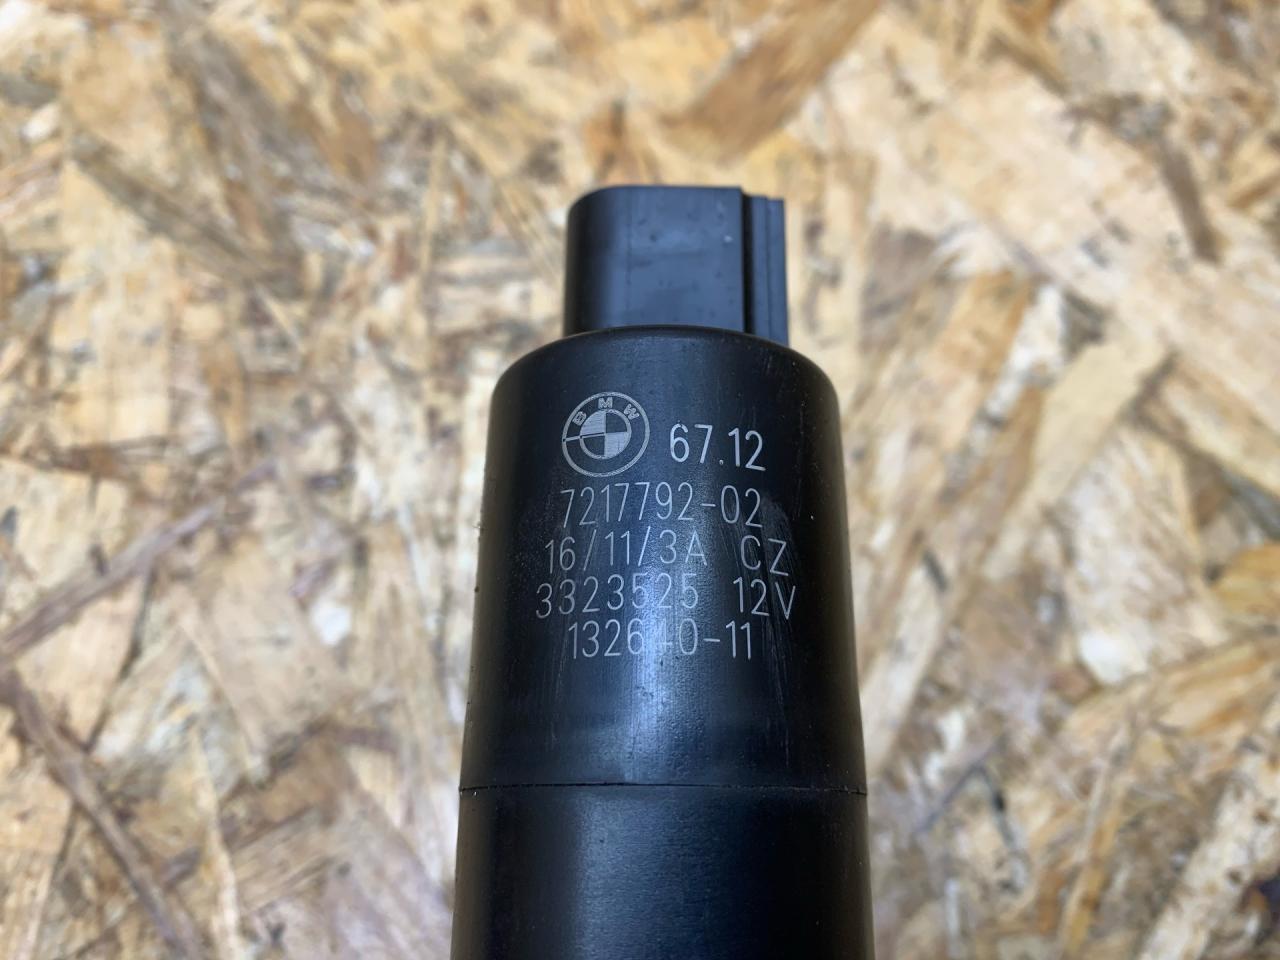 BMW 67.12
7217792-02
16/11/3A CZ
3323525 12V
132640-11